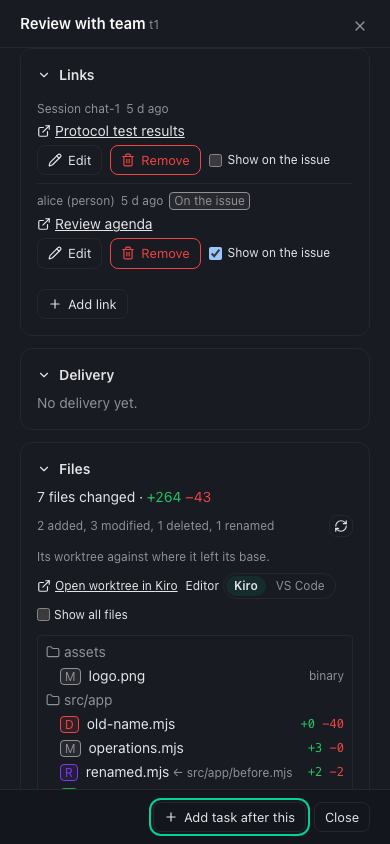 Review with team t1
Links
Session chat-1 5 d ago
Protocol test results
Edit Remove Show on the issue
alice (person) 5 d ago On the issue
Review agenda
Edit Remove Show on the issue
+ Add link
Delivery
No delivery yet.
Files
7 files changed · +264 −43
2 added, 3 modified, 1 deleted, 1 renamed
Its worktree against where it left its base.
Open worktree in Kiro Editor Kiro VS Code
Show all files
assets
M logo.png binary
src/app
D old-name.mjs +0 −40
M operations.mjs +3 −0
R renamed.mjs ← src/app/before.mjs +2 −2
+ Add task after this Close